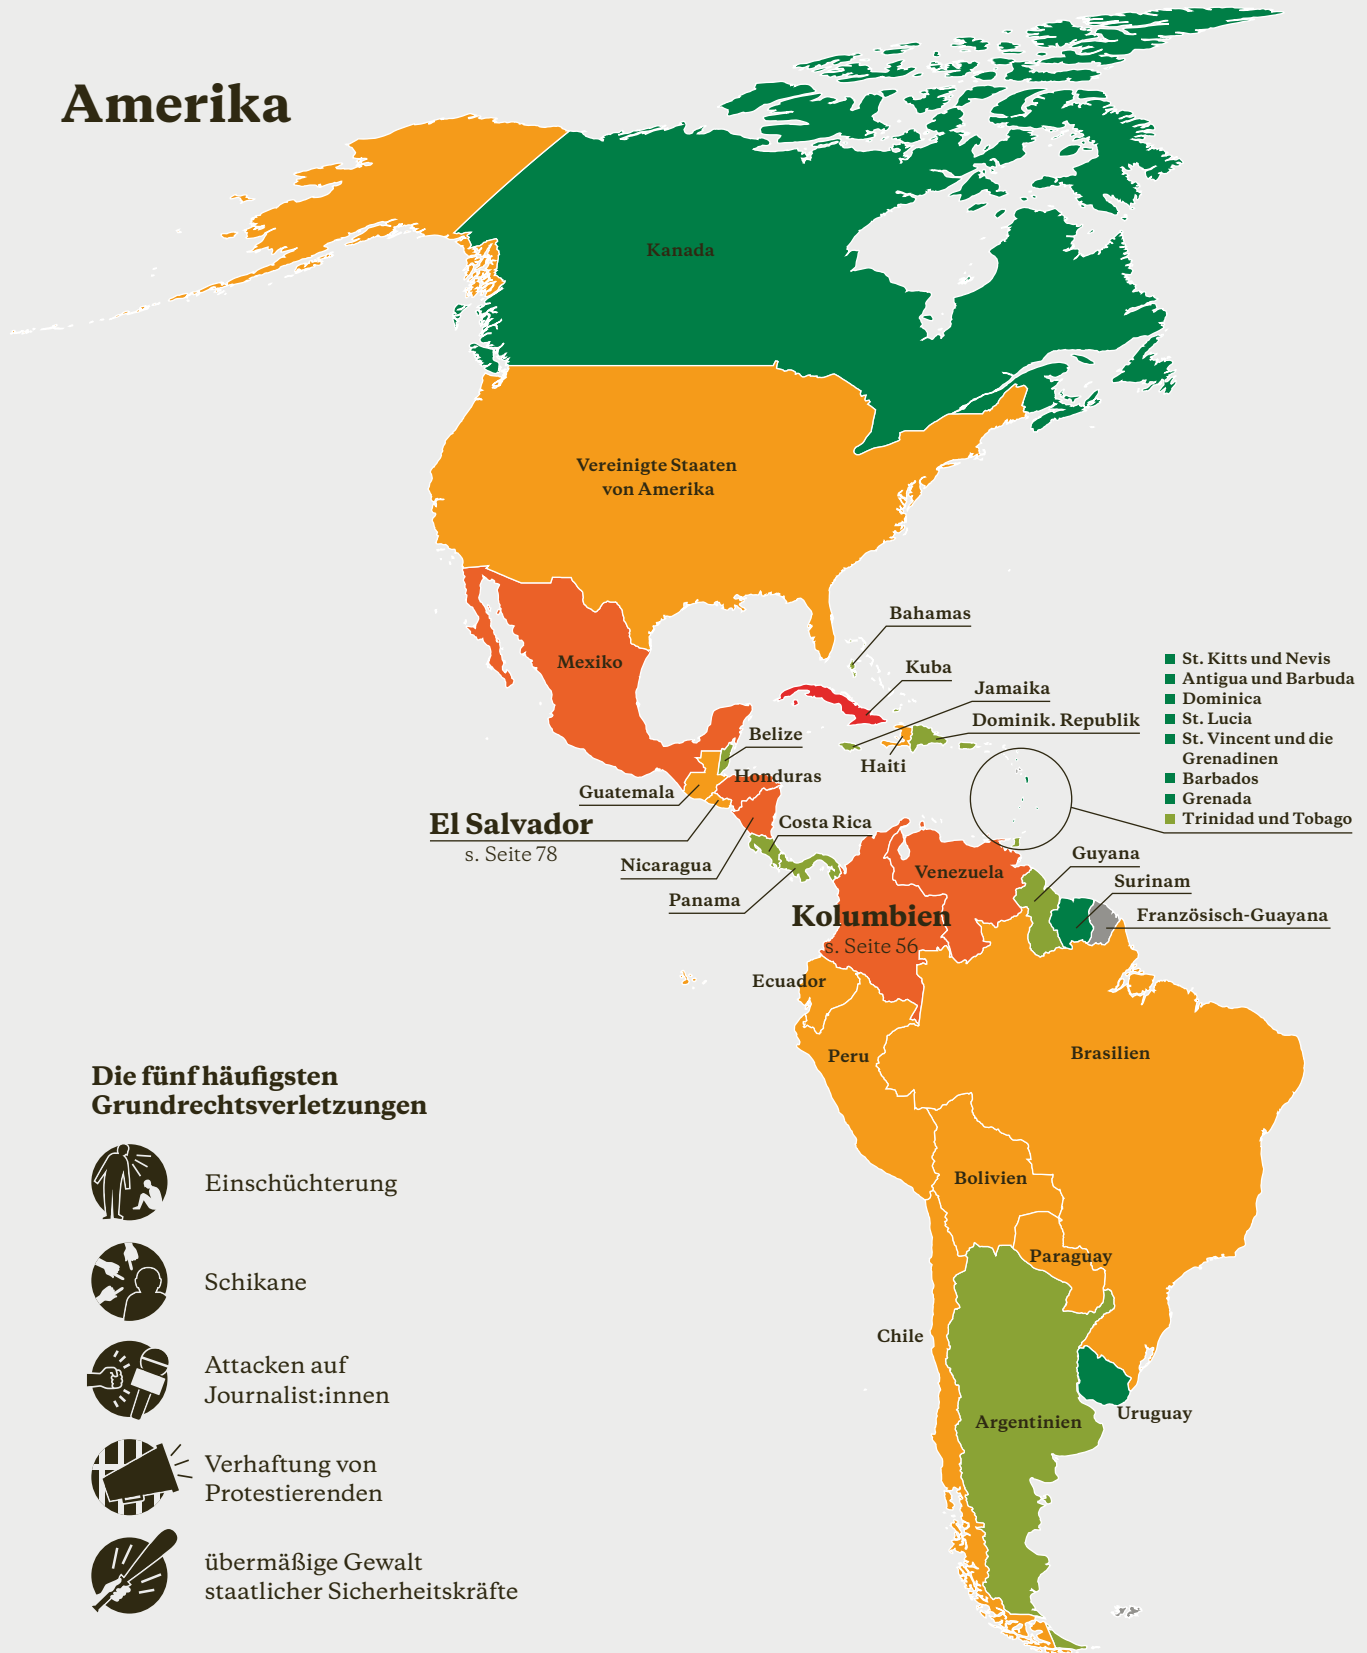 Amerika
Kanada
Vereinigte Staaten
von Amerika
Bahamas
Mexiko
Kuba
Jamaika
Dominik. Republik
Haiti
St. Kitts und Nevis
Antigua und Barbuda
Dominica
St. Lucia
St. Vincent und die
Grenadinen
Barbados
Grenada
Trinidad und Tobago
Belize
Honduras
Guatemala
El Salvador
s. Seite 78
Costa Rica
Nicaragua
Panama
Venezuela
Guyana
Surinam
Französisch-Guayana
Kolumbien
s. Seite 56
Ecuador
Peru
Brasilien
Bolivien
Paraguay
Chile
Argentinien
Uruguay
Die fünf häufigsten
Grundrechtsverletzungen
Einschüchterung
Schikane
Attacken auf
Journalist:innen
Verhaftung von
Protestierenden
übermäßige Gewalt
staatlicher Sicherheitskräfte